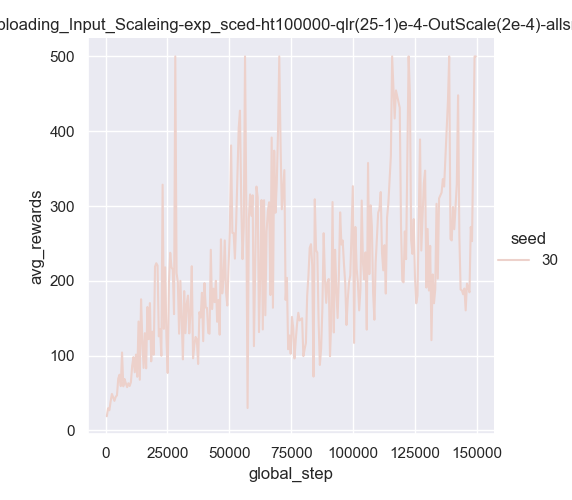 ploading_Input_Scaleing-exp_sced-ht100000-qlr(25-1)e-4-OutScale(2e-4)-alls
500
400
300
200
100
0
avg_rewards
seed
30
0 25000 50000 75000 100000 125000 150000
global_step